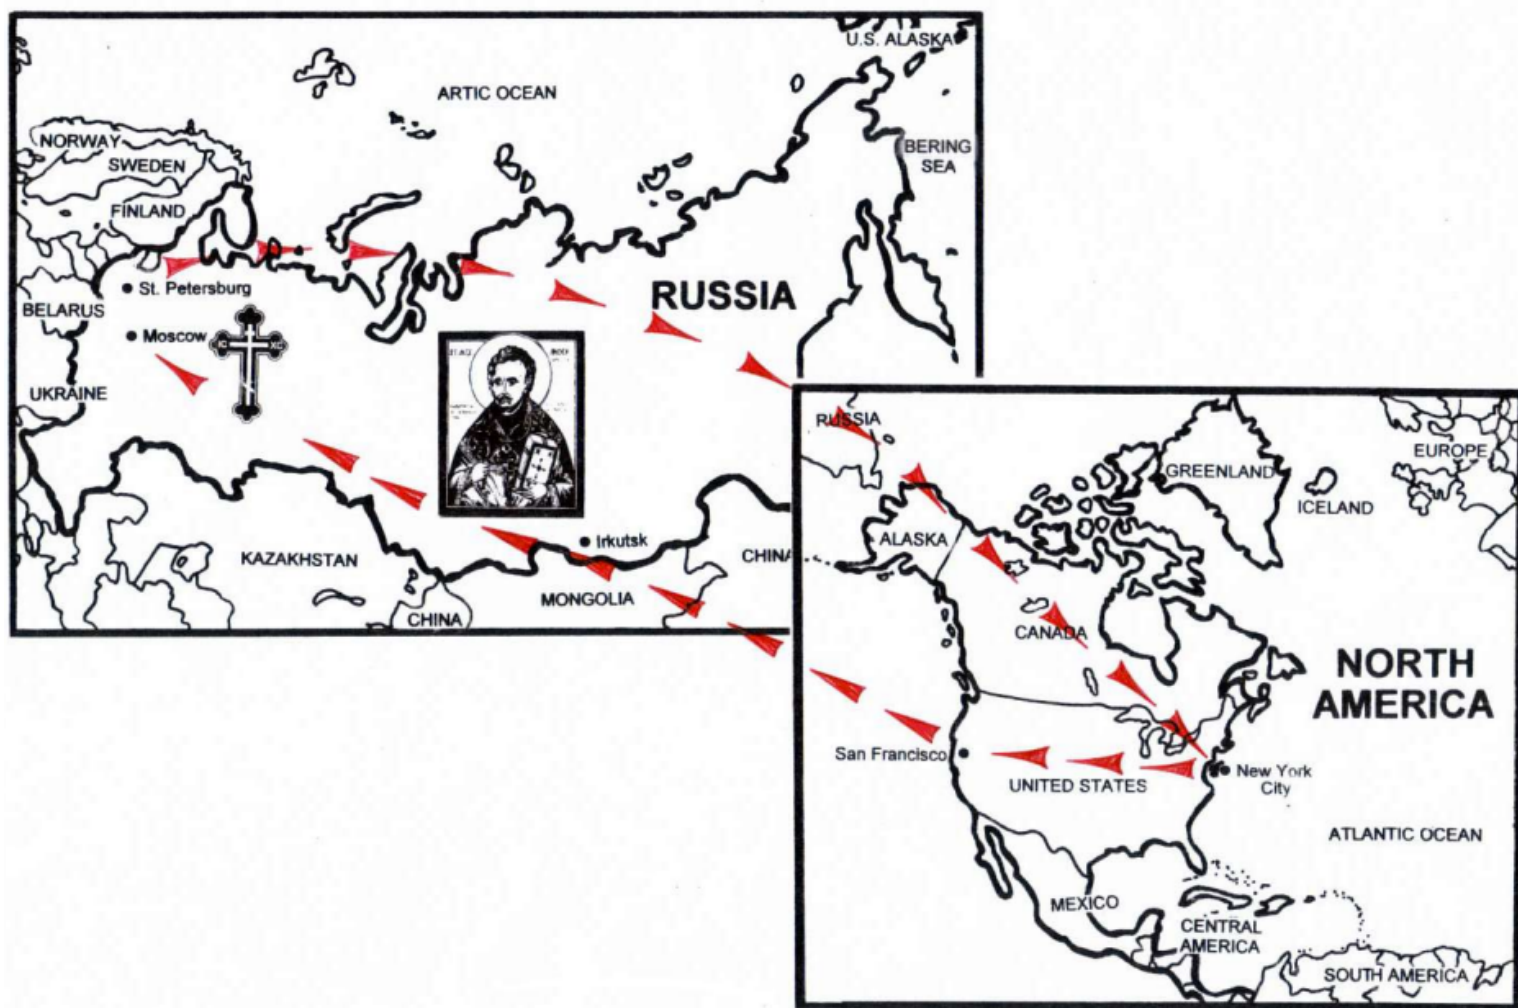 U.S. ALASKA
ARTIC OCEAN
NORWAY
SWEDEN
FINLAND
BERING
SEA
St. Petersburg
RUSSIA
BELARUS
Moscow
UKRAINE
Irkutsk
KAZAKHSTAN
CHINA
MONGOLIA
CHINA
RUSSIA
GREENLAND
EUROPE
ICELAND
ALASKA
CANADA
NORTH
AMERICA
San Francisco
UNITED STATES
New York
City
ATLANTIC OCEAN
MEXICO
CENTRAL
AMERICA
SOUTH AMERICA